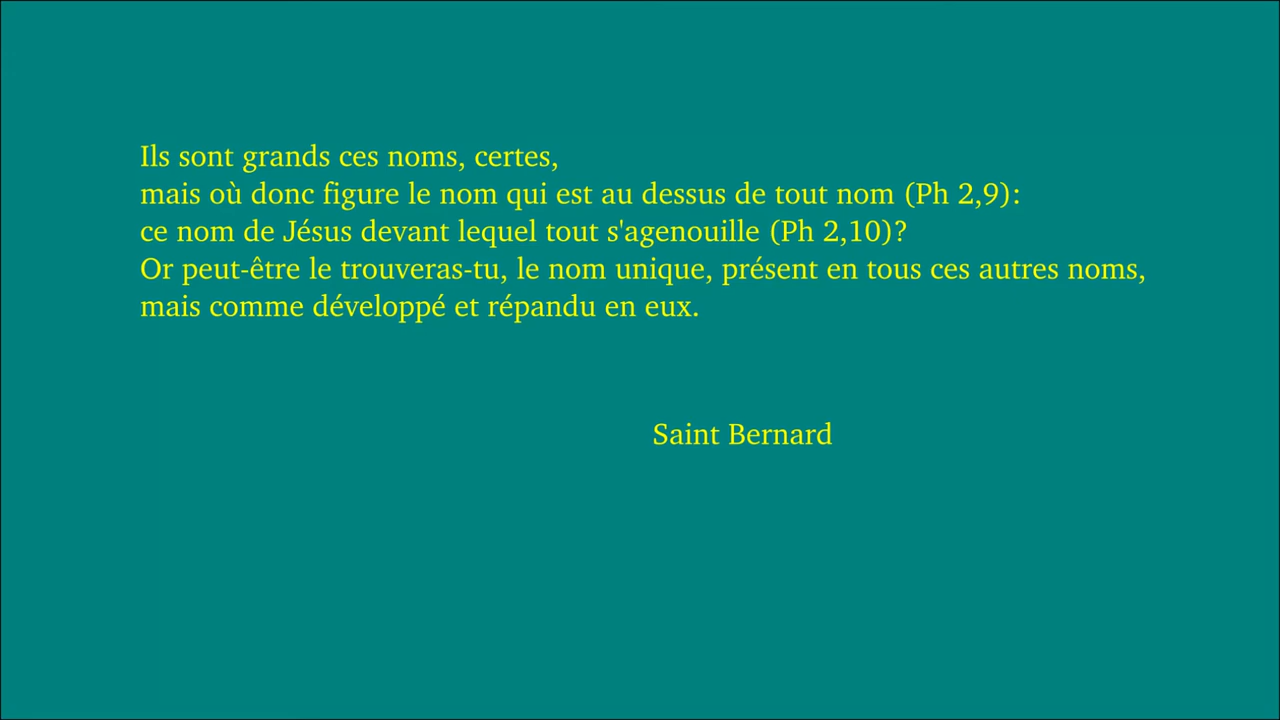 Ils sont grands ces noms, certes,
mais où donc figure le nom qui est au dessus de tout nom (Ph 2,9):
ce nom de Jésus devant lequel tout s'agenouille (Ph 2,10)?
Or peut-être le trouveras-tu, le nom unique, présent en tous ces autres noms,
mais comme développé et répandu en eux.
Saint Bernard